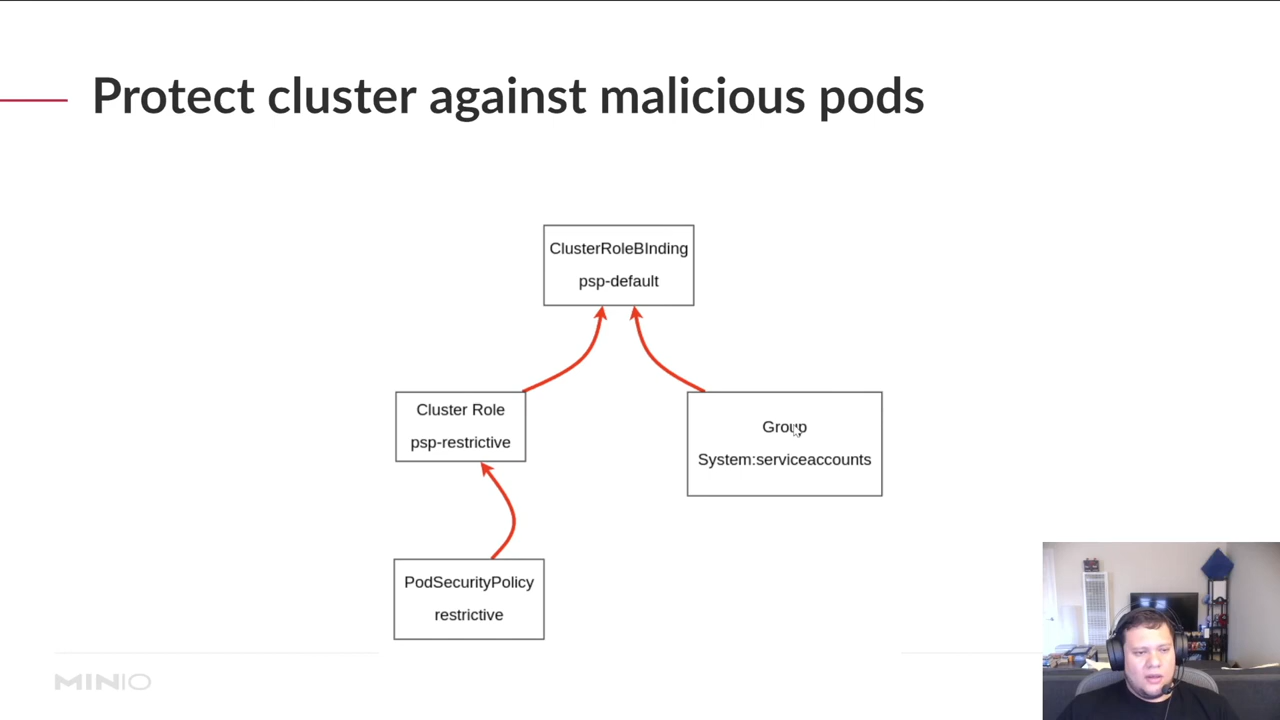 Protect cluster against malicious pods
ClusterRoleBInding
psp-default
Cluster Role
psp-restrictive
Group
System:serviceaccounts
PodSecurityPolicy
restrictive
MINIO